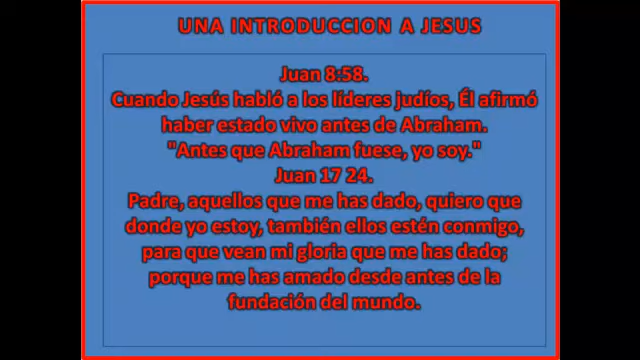 UNA INTRODUCCION A JESUS
Juan 8:58.
Cuando Jesús habló a los líderes judíos, Él afirmó
haber estado vivo antes de Abraham.
"Antes que Abraham fuese, yo soy."
Juan 17 24.
Padre, aquellos que me has dado, quiero que
donde yo estoy, también ellos estén conmigo,
para que vean mi gloria que me has dado;
porque me has amado desde antes de la
fundación del mundo.